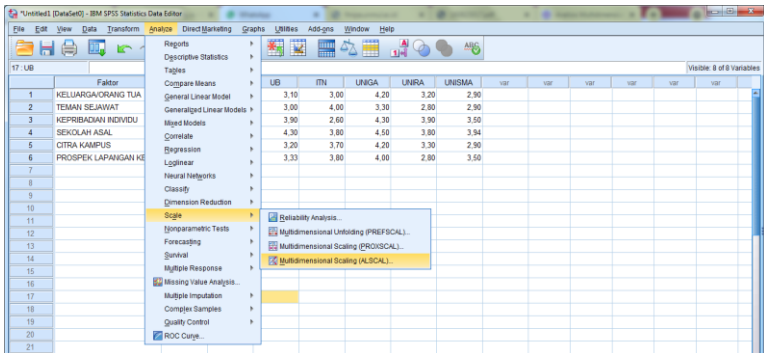 *Untitled1 [DataSet0] - IBM SPSS Statistics Data Editor
File Edit View Data Transform Analyze Direct Marketing Graphs Utilities Add-ons Window Help
17 : UB Visible: 8 of 8 Variables
Faktor UB ITN UNIGA UNIRA UNISMA var var var var var var
1 KELUARGA/ORANG TUA 3,10 3,00 4,20 3,20 2,90
2 TEMAN SEJAWAT 3,00 4,00 3,30 2,80 2,90
3 KEPRIBADIAN INDIVIDU 3,90 2,60 4,30 3,90 3,50
4 SEKOLAH ASAL 4,30 3,80 4,50 3,80 3,94
5 CITRA KAMPUS 3,20 3,70 4,20 3,30 2,90
6 PROSPEK LAPANGAN KE 3,33 3,80 4,00 2,80 3,50
7
8
9
10
11
12
13
14
15
16
17
18
19
20
21
Reports
Descriptive Statistics
Tables
Compare Means
General Linear Model
Generalized Linear Models
Mixed Models
Correlate
Regression
Loglinear
Neural Networks
Classify
Dimension Reduction
Scale
Nonparametric Tests
Forecasting
Survival
Multiple Response
Missing Value Analysis...
Multiple Imputation
Complex Samples
Quality Control
ROC Curve...
Reliability Analysis...
Multidimensional Unfolding (PREFSCAL)...
Multidimensional Scaling (PROXSCAL)...
Multidimensional Scaling (ALSCAL)...